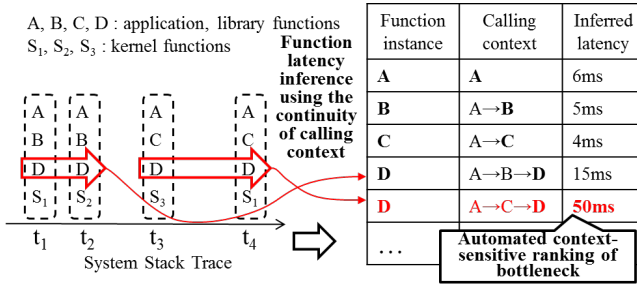 A, B, C, D : application, library functions
S1, S2, S3 : kernel functions
Function
latency
inference
using the
continuity
of calling
context
A A A A
B B C C
D D D D
S1 S2 S3 S1
t1 t2 t3 t4
System Stack Trace
Function instance Calling context Inferred latency
A A 6ms
B A→B 5ms
C A→C 4ms
D A→B→D 15ms
D A→C→D 50ms
...
Automated context-
sensitive ranking of
bottleneck